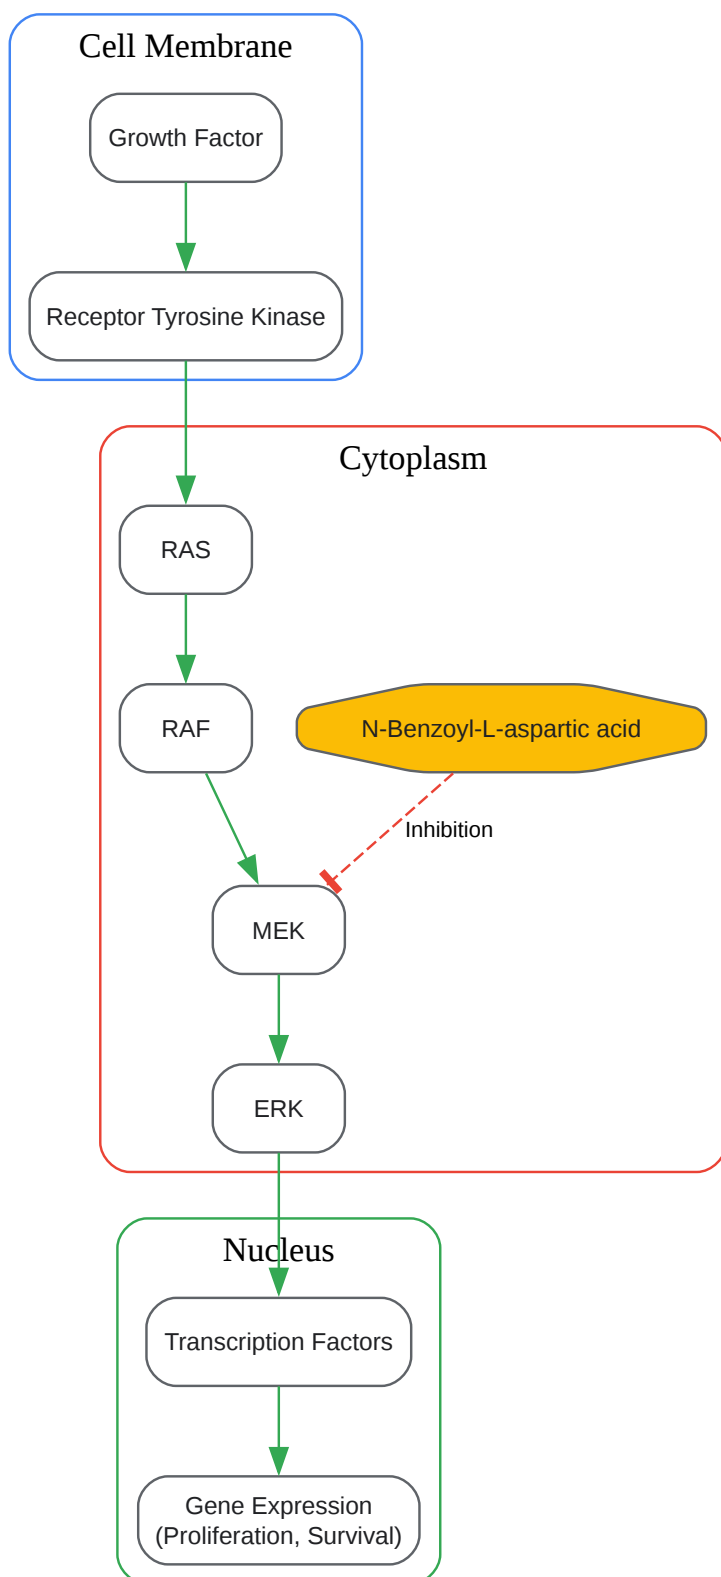 Cell Membrane
Growth Factor
Receptor Tyrosine Kinase
Cytoplasm
RAS
RAF
N-Benzoyl-L-aspartic acid
Inhibition
MEK
ERK
Nucleus
Transcription Factors
Gene Expression
(Proliferation, Survival)